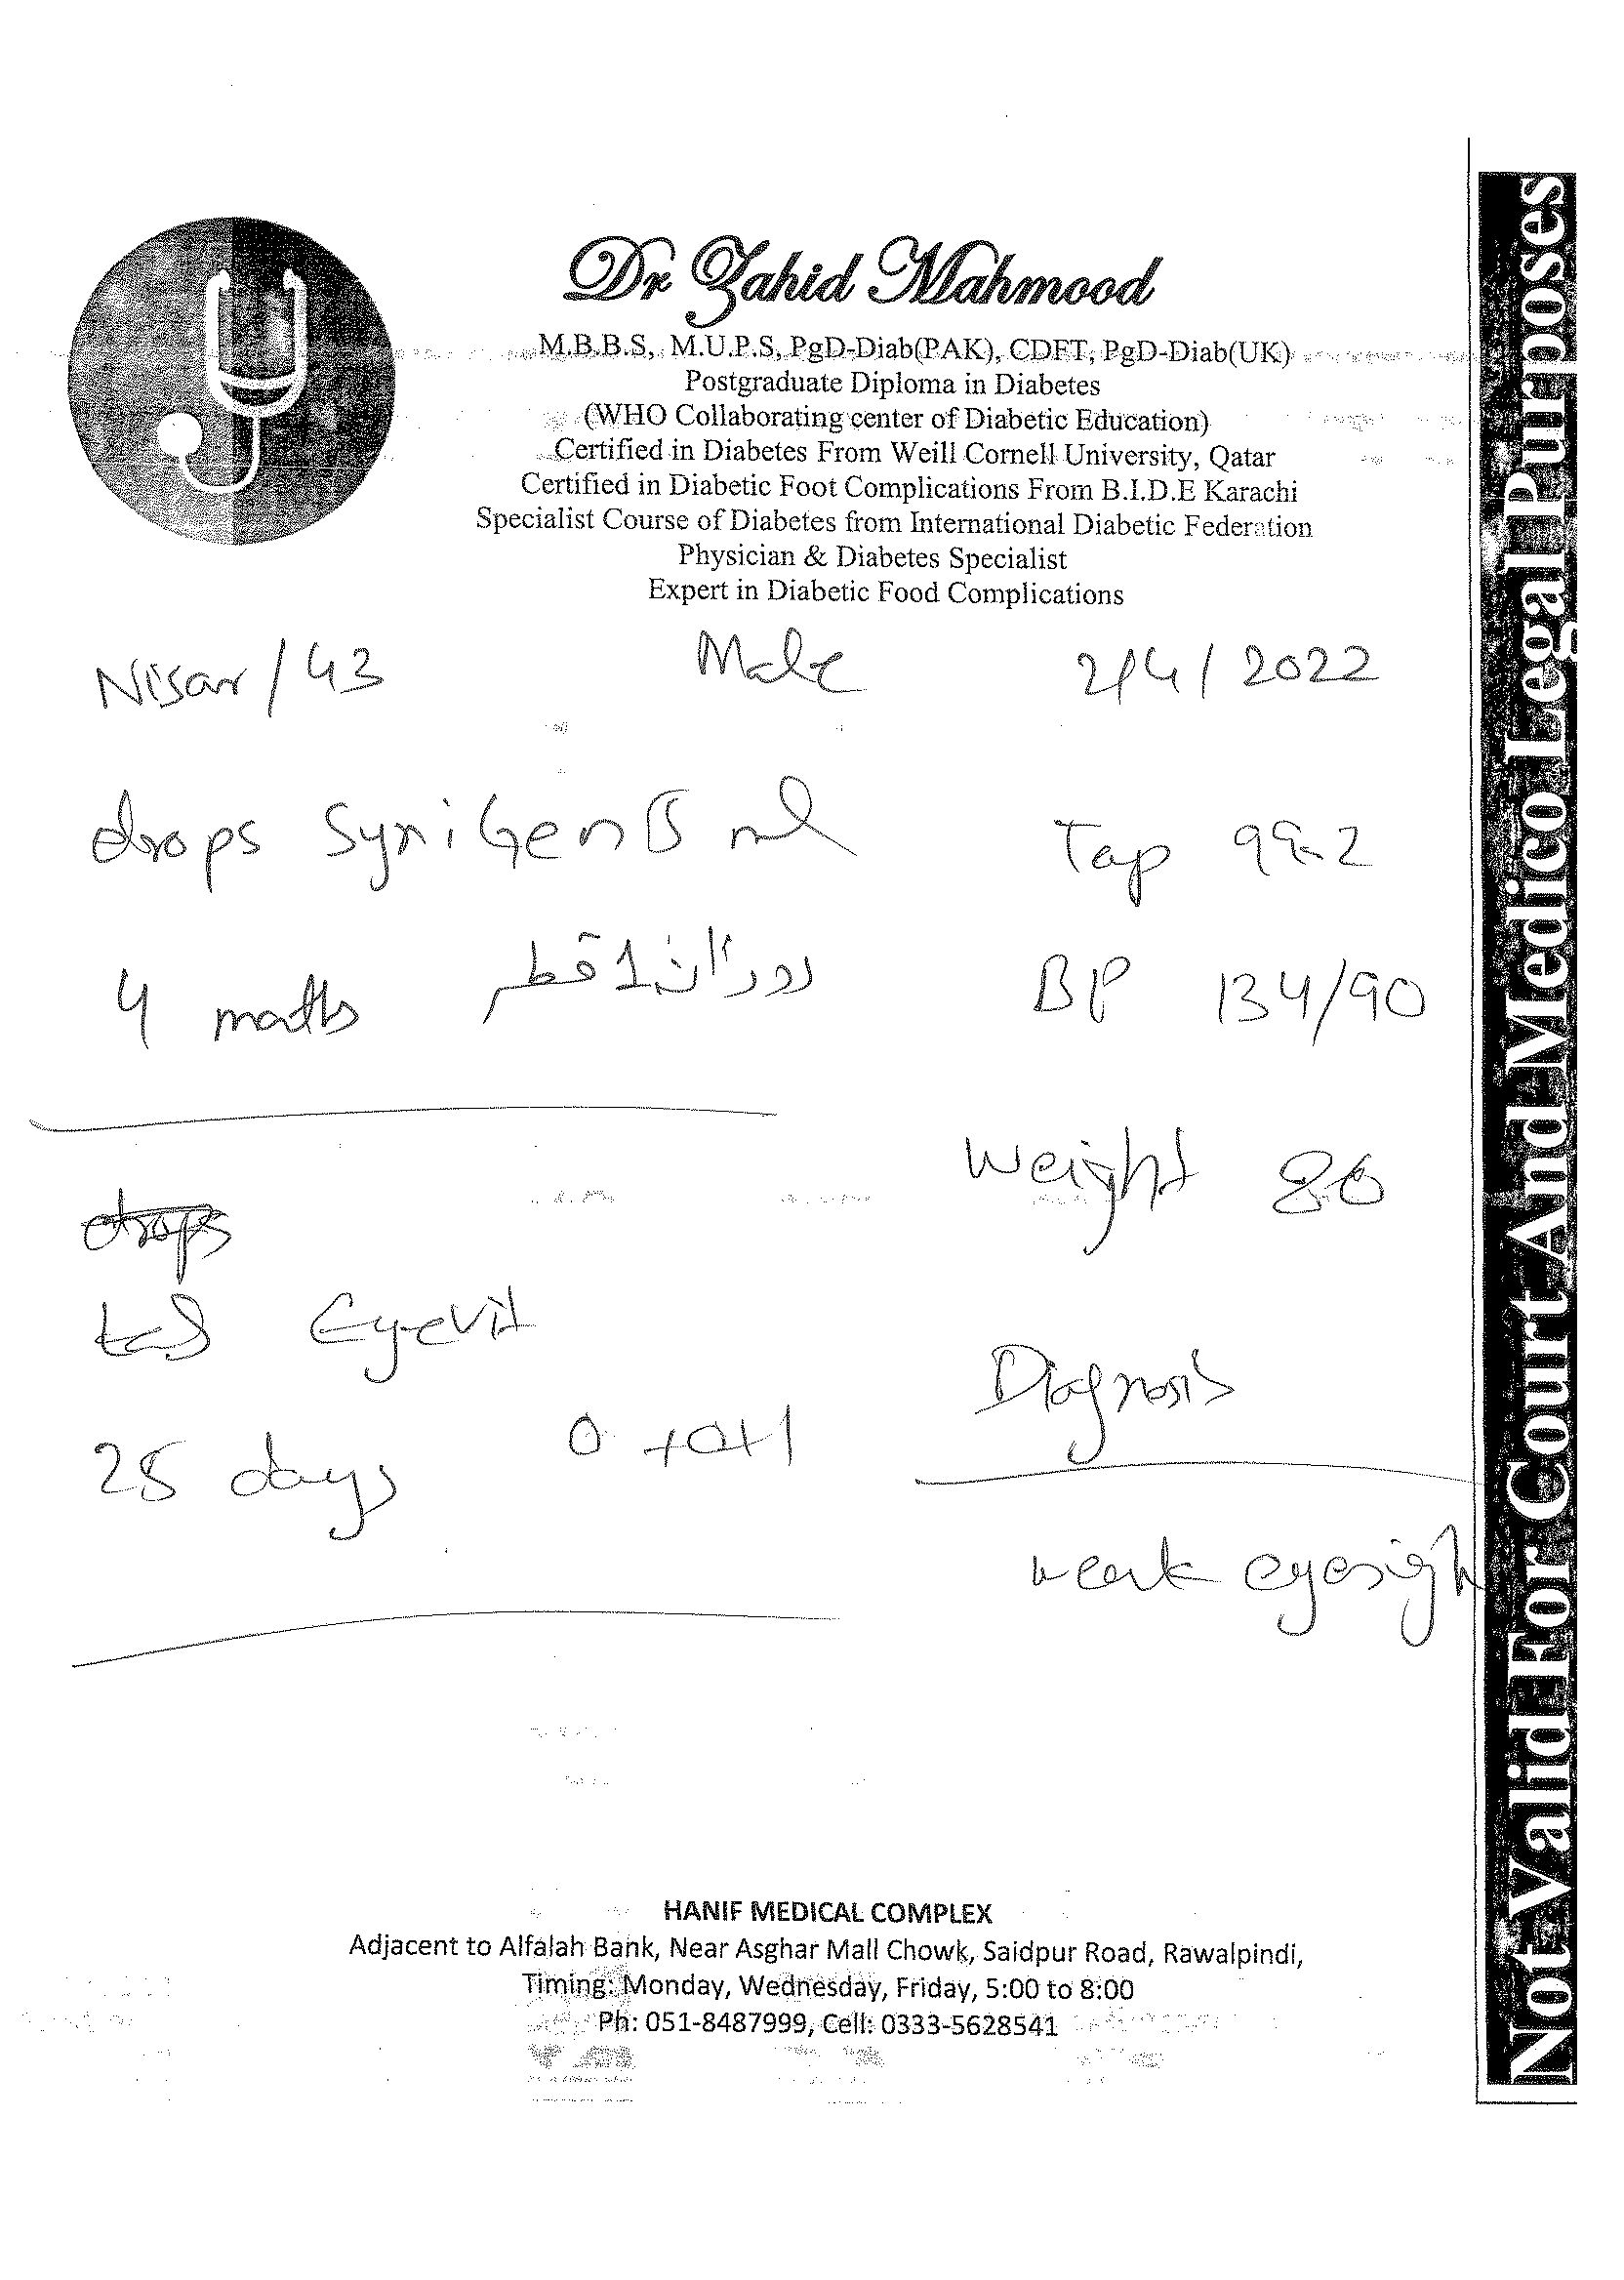 Dr Zahid Mahmood
M.B.B.S, M.U.P.S, PgD-Diab(PAK), CDFT, PgD-Diab(UK)
Postgraduate Diploma in Diabetes
(WHO Collaborating center of Diabetic Education)
Certified in Diabetes From Weill Cornell University, Qatar
Certified in Diabetic Foot Complications From B.I.D.E Karachi
Specialist Course of Diabetes from International Diabetic Federation
Physician & Diabetes Specialist
Expert in Diabetic Food Complications
Nisar / 43 Male 2/4/2022
drops SyniGen 5 ml
Tap 99.2
4 months روزانہ 1 قطر
BP 134/90
Weight 86
drops
tab Eyevit
Diagnosis
25 days 0+0+1
weak eyesigh
HANIF MEDICAL COMPLEX
Adjacent to Alfalah Bank, Near Asghar Mall Chowk, Saidpur Road, Rawalpindi,
Timing: Monday, Wednesday, Friday, 5:00 to 8:00
Ph: 051-8487999, Cell: 0333-5628541
Not Valid For Court And Medico Legal Purposes